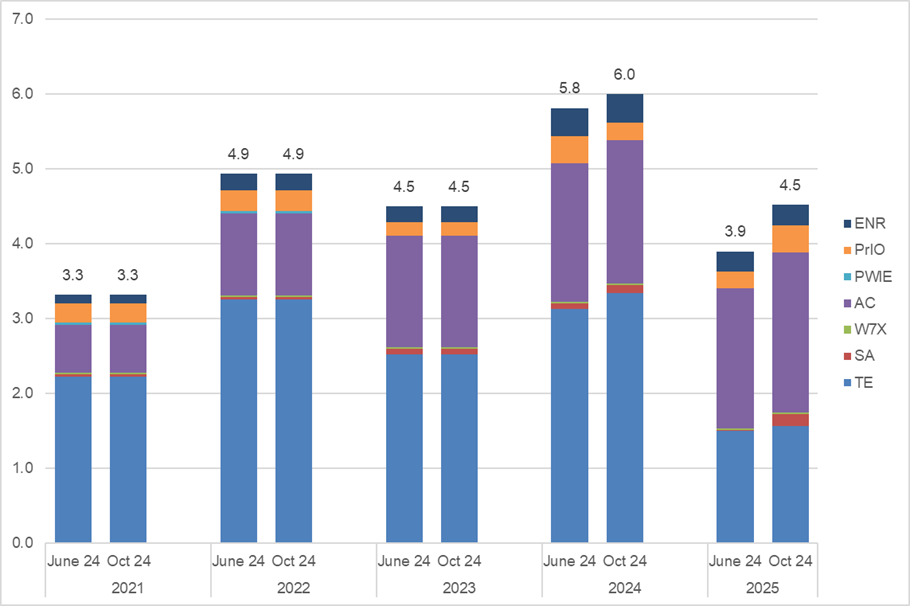 7.0
6.0
5.0
4.0
3.0
2.0
1.0
0.0
3.3 3.3 4.9 4.9 4.5 4.5 5.8 6.0 3.9 4.5
June 24 Oct 24 June 24 Oct 24 June 24 Oct 24 June 24 Oct 24 June 24 Oct 24
2021 2022 2023 2024 2025
ENR
PrIO
PWIE
AC
W7X
SA
TE